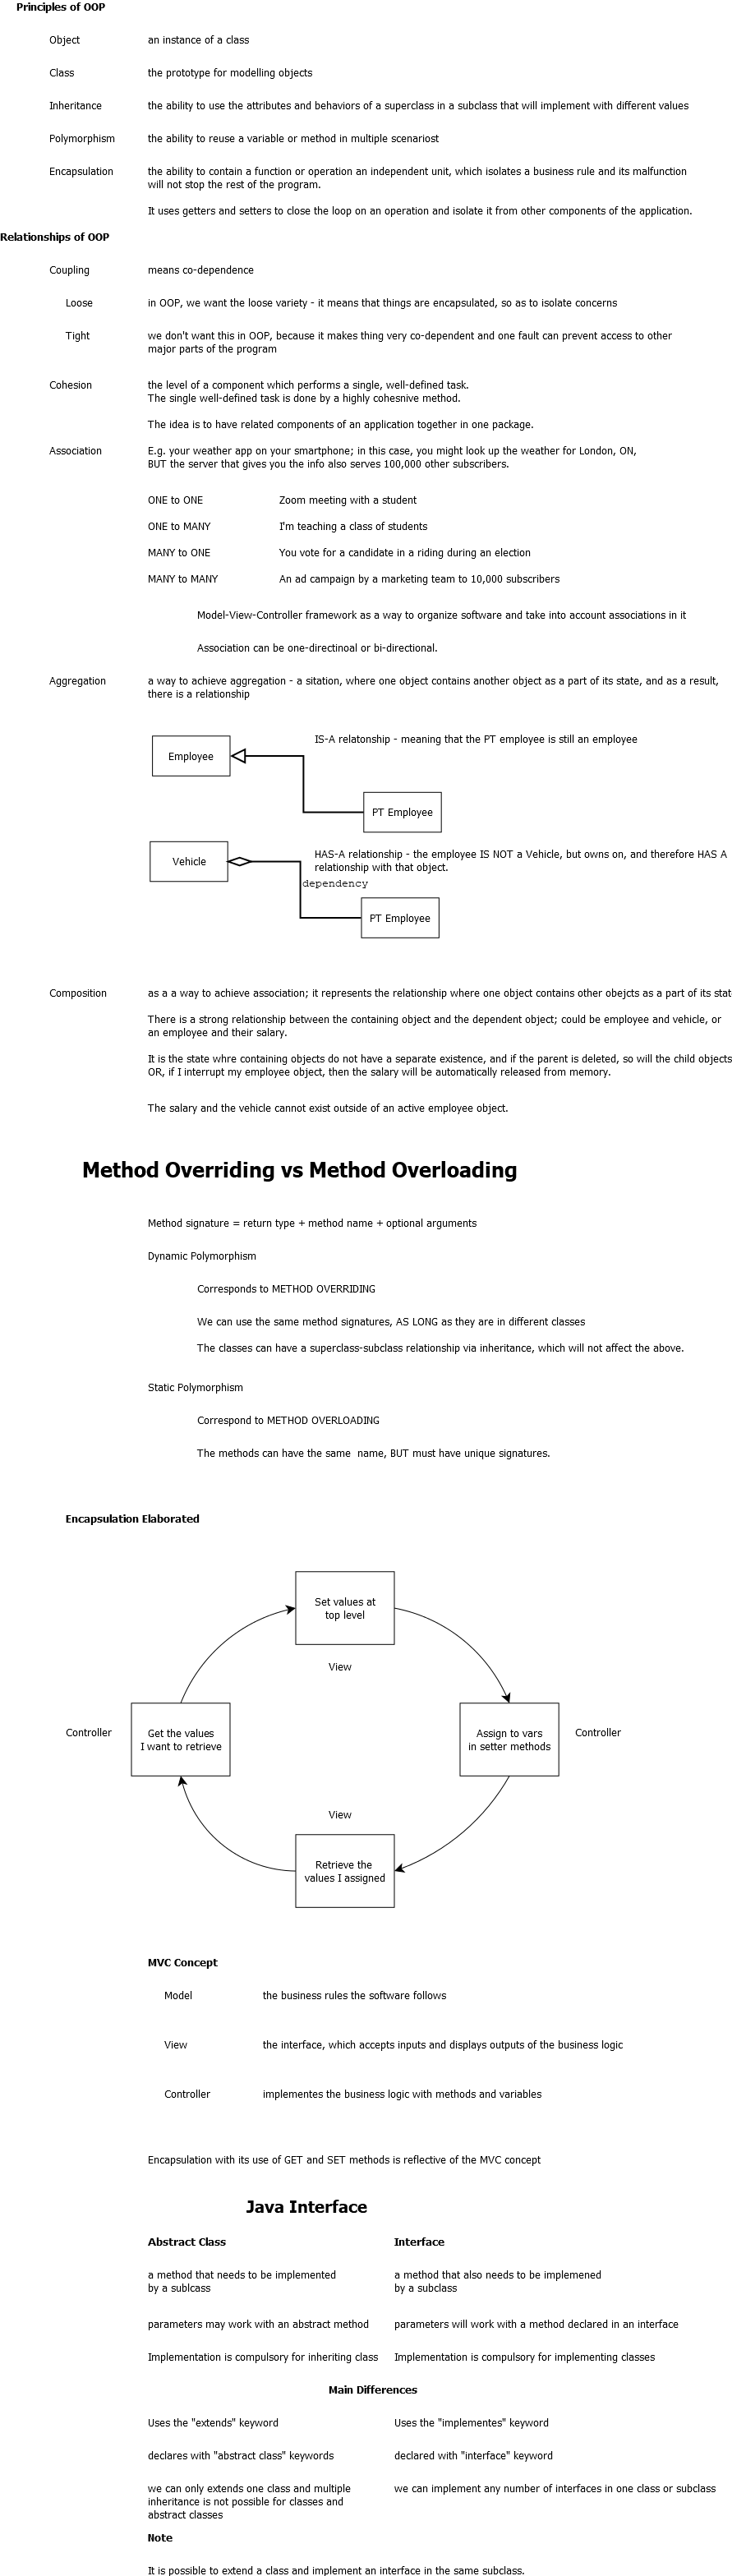 Principles of OOP
Object an instance of a class
Class the prototype for modelling objects
Inheritance the ability to use the attributes and behaviors of a superclass in a subclass that will implement with different values
Polymorphism the ability to reuse a variable or method in multiple scenariost
Encapsulation the ability to contain a function or operation an independent unit, which isolates a business rule and its malfunction
will not stop the rest of the program.
It uses getters and setters to close the loop on an operation and isolate it from other components of the application.
Relationships of OOP
Coupling means co-dependence
Loose in OOP, we want the loose variety - it means that things are encapsulated, so as to isolate concerns
Tight we don't want this in OOP, because it makes thing very co-dependent and one fault can prevent access to other
major parts of the program
Cohesion the level of a component which performs a single, well-defined task.
The single well-defined task is done by a highly cohesnive method.
The idea is to have related components of an application together in one package.
Association E.g. your weather app on your smartphone; in this case, you might look up the weather for London, ON,
BUT the server that gives you the info also serves 100,000 other subscribers.
ONE to ONE Zoom meeting with a student
ONE to MANY I'm teaching a class of students
MANY to ONE You vote for a candidate in a riding during an election
MANY to MANY An ad campaign by a marketing team to 10,000 subscribers
Model-View-Controller framework as a way to organize software and take into account associations in it
Association can be one-directinoal or bi-directional.
Aggregation a way to achieve aggregation - a sitation, where one object contains another object as a part of its state, and as a result,
there is a relationship
IS-A relatonship - meaning that the PT employee is still an employee
Employee
PT Employee
Vehicle
HAS-A relationship - the employee IS NOT a Vehicle, but owns on, and therefore HAS A
relationship with that object.
dependency
PT Employee
Composition as a a way to achieve association; it represents the relationship where one object contains other obejcts as a part of its stat
There is a strong relationship between the containing object and the dependent object; could be employee and vehicle, or
an employee and their salary.
It is the state whre containing objects do not have a separate existence, and if the parent is deleted, so will the child objects
OR, if I interrupt my employee object, then the salary will be automatically released from memory.
The salary and the vehicle cannot exist outside of an active employee object.
Method Overriding vs Method Overloading
Method signature = return type + method name + optional arguments
Dynamic Polymorphism
Corresponds to METHOD OVERRIDING
We can use the same method signatures, AS LONG as they are in different classes
The classes can have a superclass-subclass relationship via inheritance, which will not affect the above.
Static Polymorphism
Correspond to METHOD OVERLOADING
The methods can have the same name, BUT must have unique signatures.
Encapsulation Elaborated
Set values at
top level
View
Controller
Get the values
I want to retrieve
Assign to vars
in setter methods
Controller
View
Retrieve the
values I assigned
MVC Concept
Model the business rules the software follows
View the interface, which accepts inputs and displays outputs of the business logic
Controller implementes the business logic with methods and variables
Encapsulation with its use of GET and SET methods is reflective of the MVC concept
Java Interface
Abstract Class Interface
a method that needs to be implemented
by a sublcass
a method that also needs to be implemened
by a subclass
parameters may work with an abstract method parameters will work with a method declared in an interface
Implementation is compulsory for inheriting class Implementation is compulsory for implementing classes
Main Differences
Uses the "extends" keyword Uses the "implementes" keyword
declares with "abstract class" keywords declared with "interface" keyword
we can only extends one class and multiple
inheritance is not possible for classes and
abstract classes
we can implement any number of interfaces in one class or subclass
Note
It is possible to extend a class and implement an interface in the same subclass.